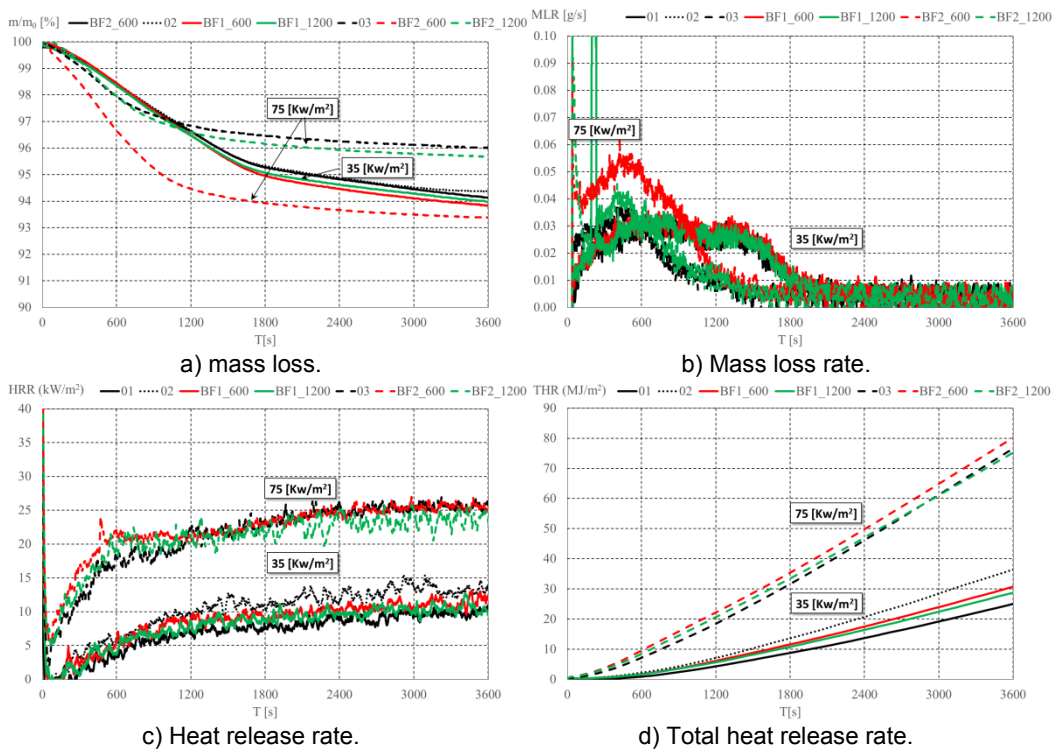 m/m₀ [%] BF2_600 02 BF1_600 BF1_1200 03 BF2_600 BF2_1200
100
99
98
97
96
95
94
93
92
91
90
75 [Kw/m²]
35 [Kw/m²]
0 600 1200 1800 2400 3000 3600
T[s]
a) mass loss.
MLR [g/s] 01 02 03 BF1_600 BF1_1200 BF2_600 BF2_1200
0.10
0.09
0.08
0.07
0.06
0.05
0.04
0.03
0.02
0.01
0.00
75 [Kw/m²]
35 [Kw/m²]
0 600 1200 1800 2400 3000 3600
T[s]
b) Mass loss rate.
HRR (kW/m²) 01 02 BF1_600 BF1_1200 03 BF2_600 BF2_1200
40
35
30
25
20
15
10
5
0
75 [Kw/m²]
35 [Kw/m²]
0 600 1200 1800 2400 3000 3600
T [s]
c) Heat release rate.
THR (MJ/m²) 01 02 BF1_600 BF1_1200 03 BF2_600 BF2_1200
90
80
70
60
50
40
30
20
10
0
75 [Kw/m²]
35 [Kw/m²]
0 600 1200 1800 2400 3000 3600
T [s]
d) Total heat release rate.